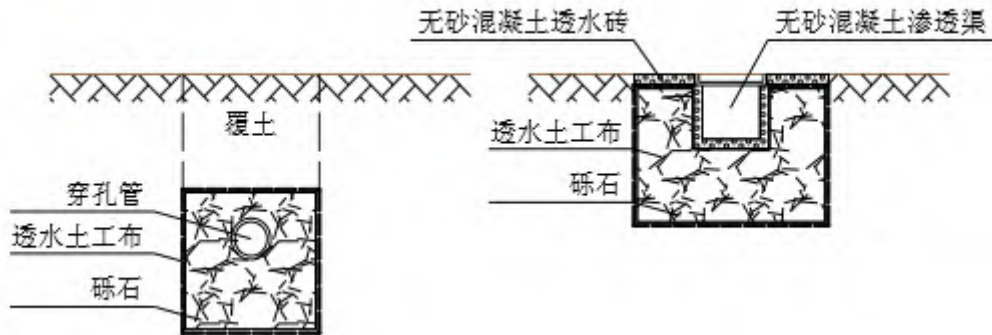 无砂混凝土透水砖
无砂混凝土渗透渠
覆土
穿孔管
透水土工布
砾石
透水土工布
砾石